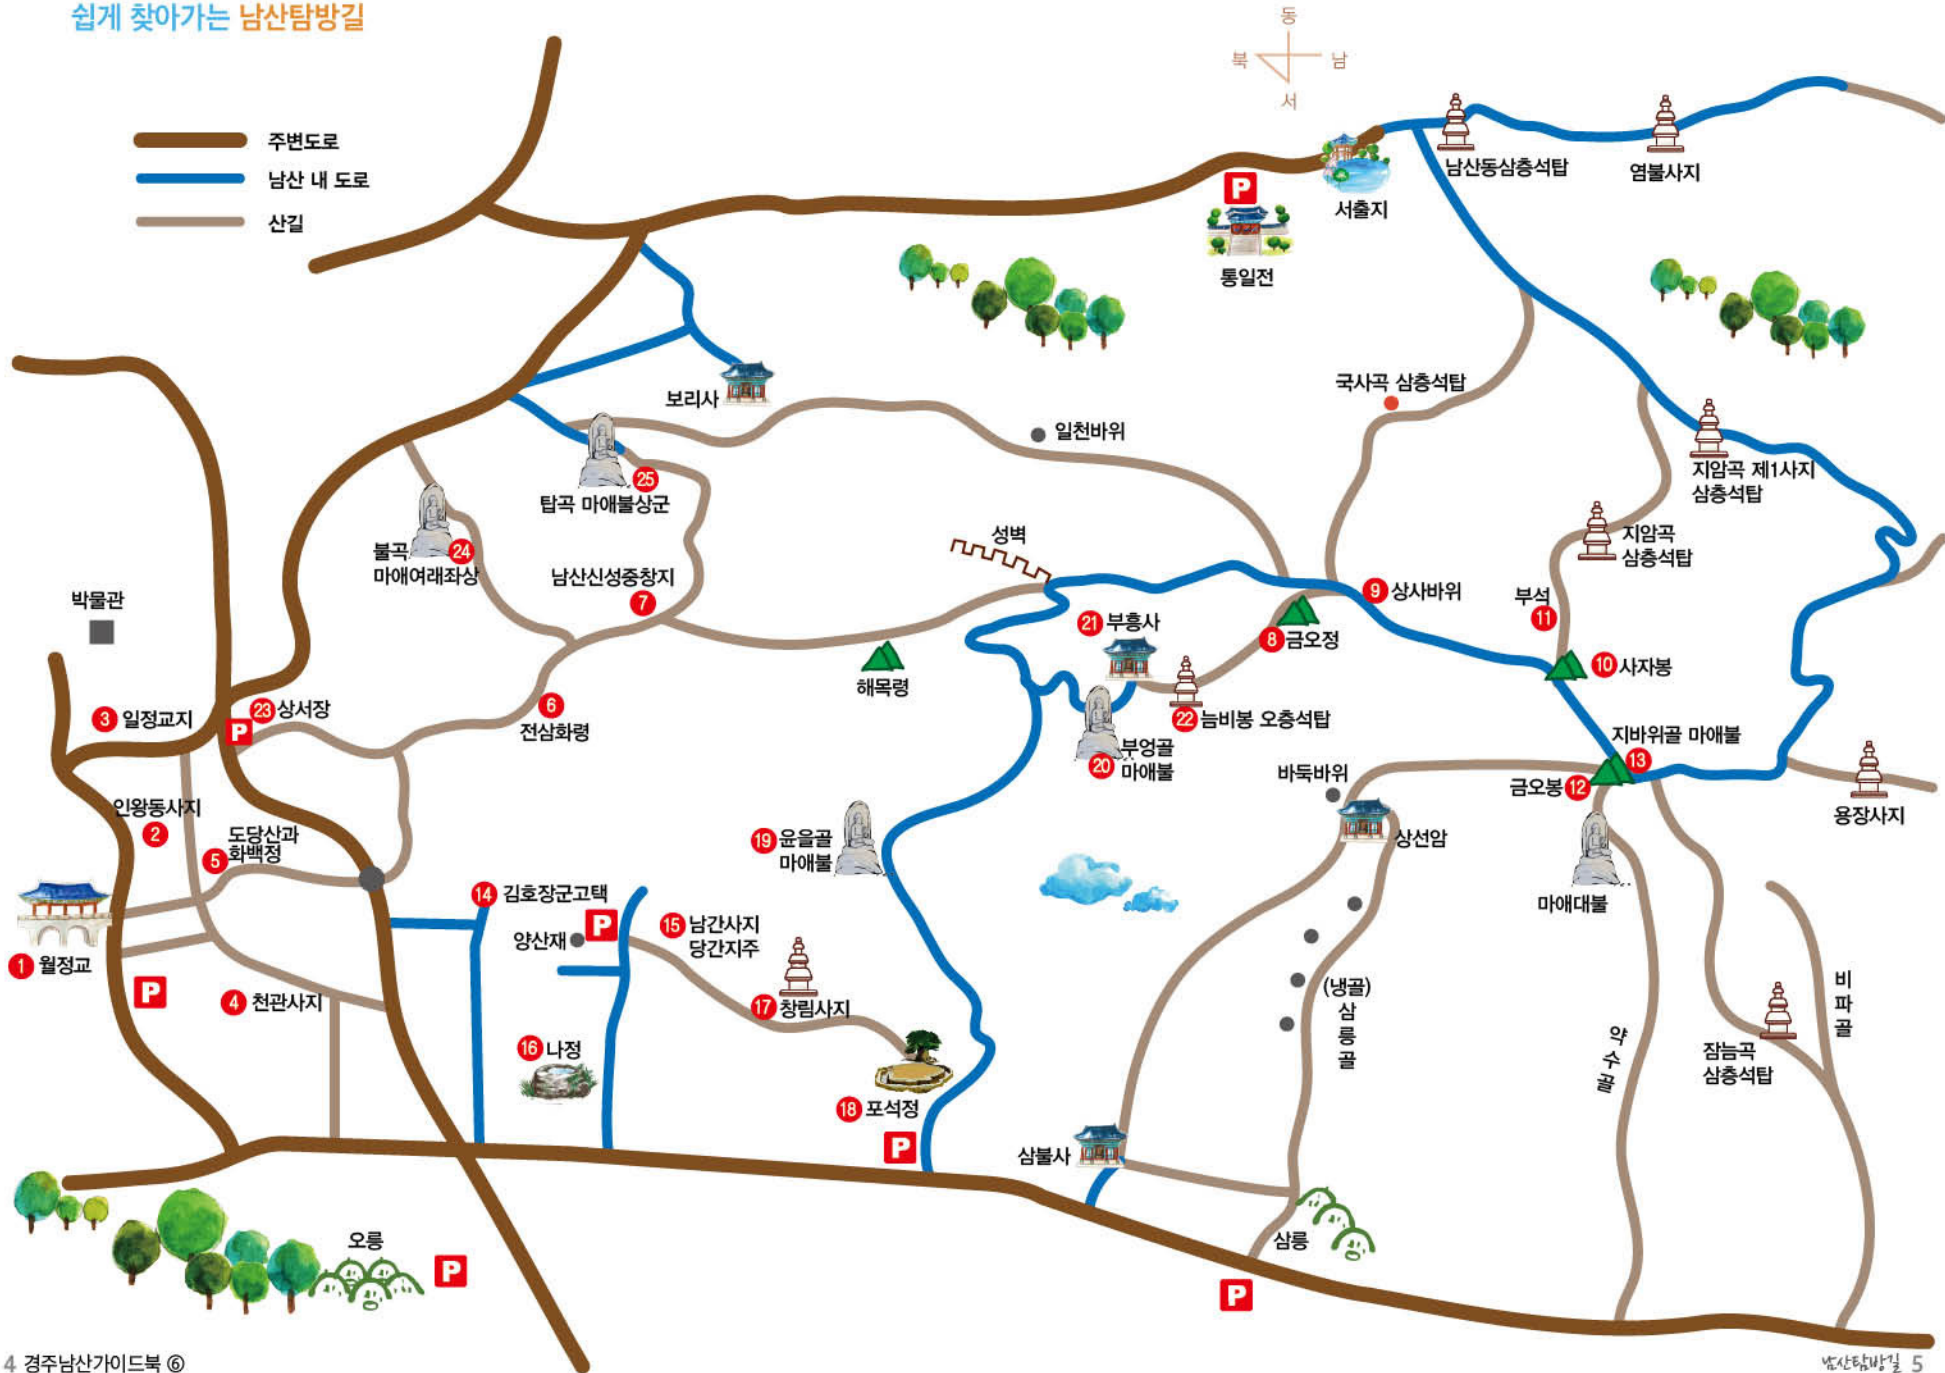 쉽게 찾아가는 남산탐방길
동
북 남
서
주변도로
남산 내 도로
산길
남산동삼층석탑
염불사지
서출지
P
통일전
보리사
국사곡 삼층석탑
일천바위
25
탑곡 마애불상군
지암곡 제1사지
삼층석탑
불곡 24
마애여래좌상
성벽
지암곡
삼층석탑
남산신성중창지
7
박물관
9 상사바위
부석
11
21 부흥사
8 금오정
10 사자봉
해목령
3 일정교지
23 상서장
P
6
전삼화령
22 늠비봉 오층석탑
지바위골 마애불
13
부엉골
20 마애불
바둑바위
금오봉 12
인왕동사지
2
용장사지
도당산과
5 화백정
19 윤을골
마애불
상선암
14 김호장군고택
마애대불
P
양산재
15 남간사지
당간지주
1 월정교
P
4 천관사지
17 창림사지
(냉골)
삼
릉
골
비
파
골
16 나정
약
수
골
잠늠곡
삼층석탑
18 포석정
P
삼불사
오릉
P
삼릉
P
4 경주남산가이드북 ⑥
남산탐방길 5